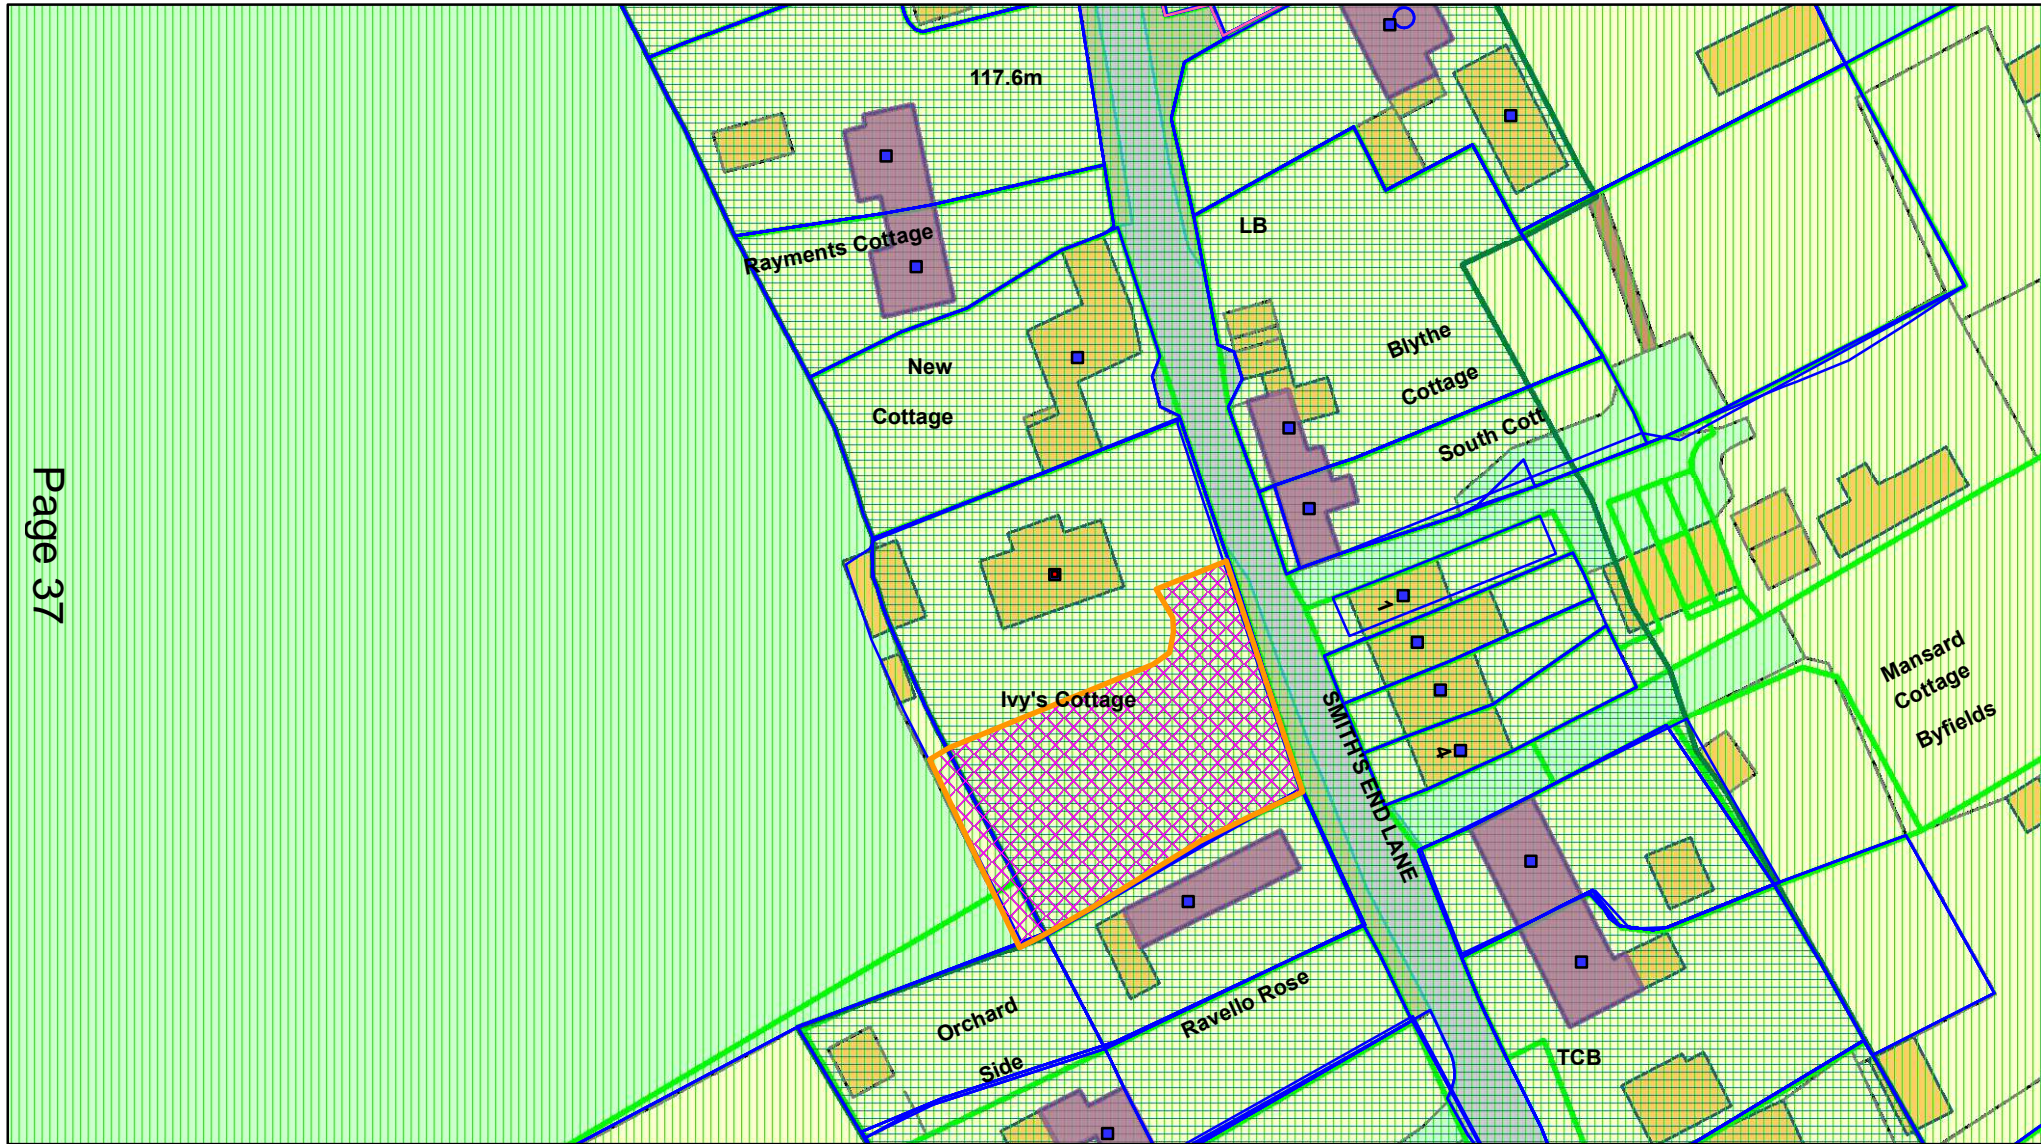 117.6m
LB
Rayments Cottage
Blythe
Cottage
New
Cottage
South Cott
Page 37
1
Ivy's Cottage
SMITH'S END LANE
4
Mansard
Cottage
Byfields
Orchard
Side
Ravello Rose
TCB